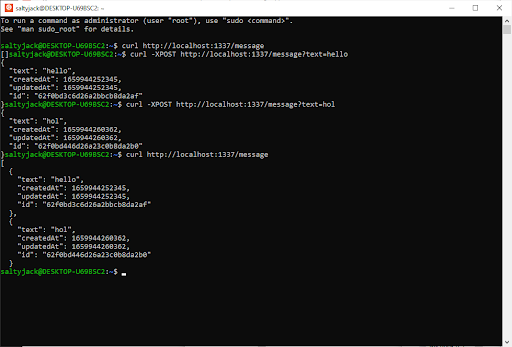 saltyjack@DESKTOP-U69BSC2: ~
To run a command as administrator (user "root"), use "sudo <command>".
See "man sudo_root" for details.
saltyjack@DESKTOP-U69BSC2:~$ curl http://localhost:1337/message
[]saltyjack@DESKTOP-U69BSC2:~$ curl -XPOST http://localhost:1337/message?text=hello
{
  "text": "hello",
  "createdAt": 1659944252345,
  "updatedAt": 1659944252345,
  "id": "62f0bd3c6d26a2bbcb8da2af"
}saltyjack@DESKTOP-U69BSC2:~$ curl -XPOST http://localhost:1337/message?text=hol
{
  "text": "hol",
  "createdAt": 1659944260362,
  "updatedAt": 1659944260362,
  "id": "62f0bd446d26a23c0b8da2b0"
}saltyjack@DESKTOP-U69BSC2:~$ curl http://localhost:1337/message
[
  {
    "text": "hello",
    "createdAt": 1659944252345,
    "updatedAt": 1659944252345,
    "id": "62f0bd3c6d26a2bbcb8da2af"
  },
  {
    "text": "hol",
    "createdAt": 1659944260362,
    "updatedAt": 1659944260362,
    "id": "62f0bd446d26a23c0b8da2b0"
  }
saltyjack@DESKTOP-U69BSC2:~$